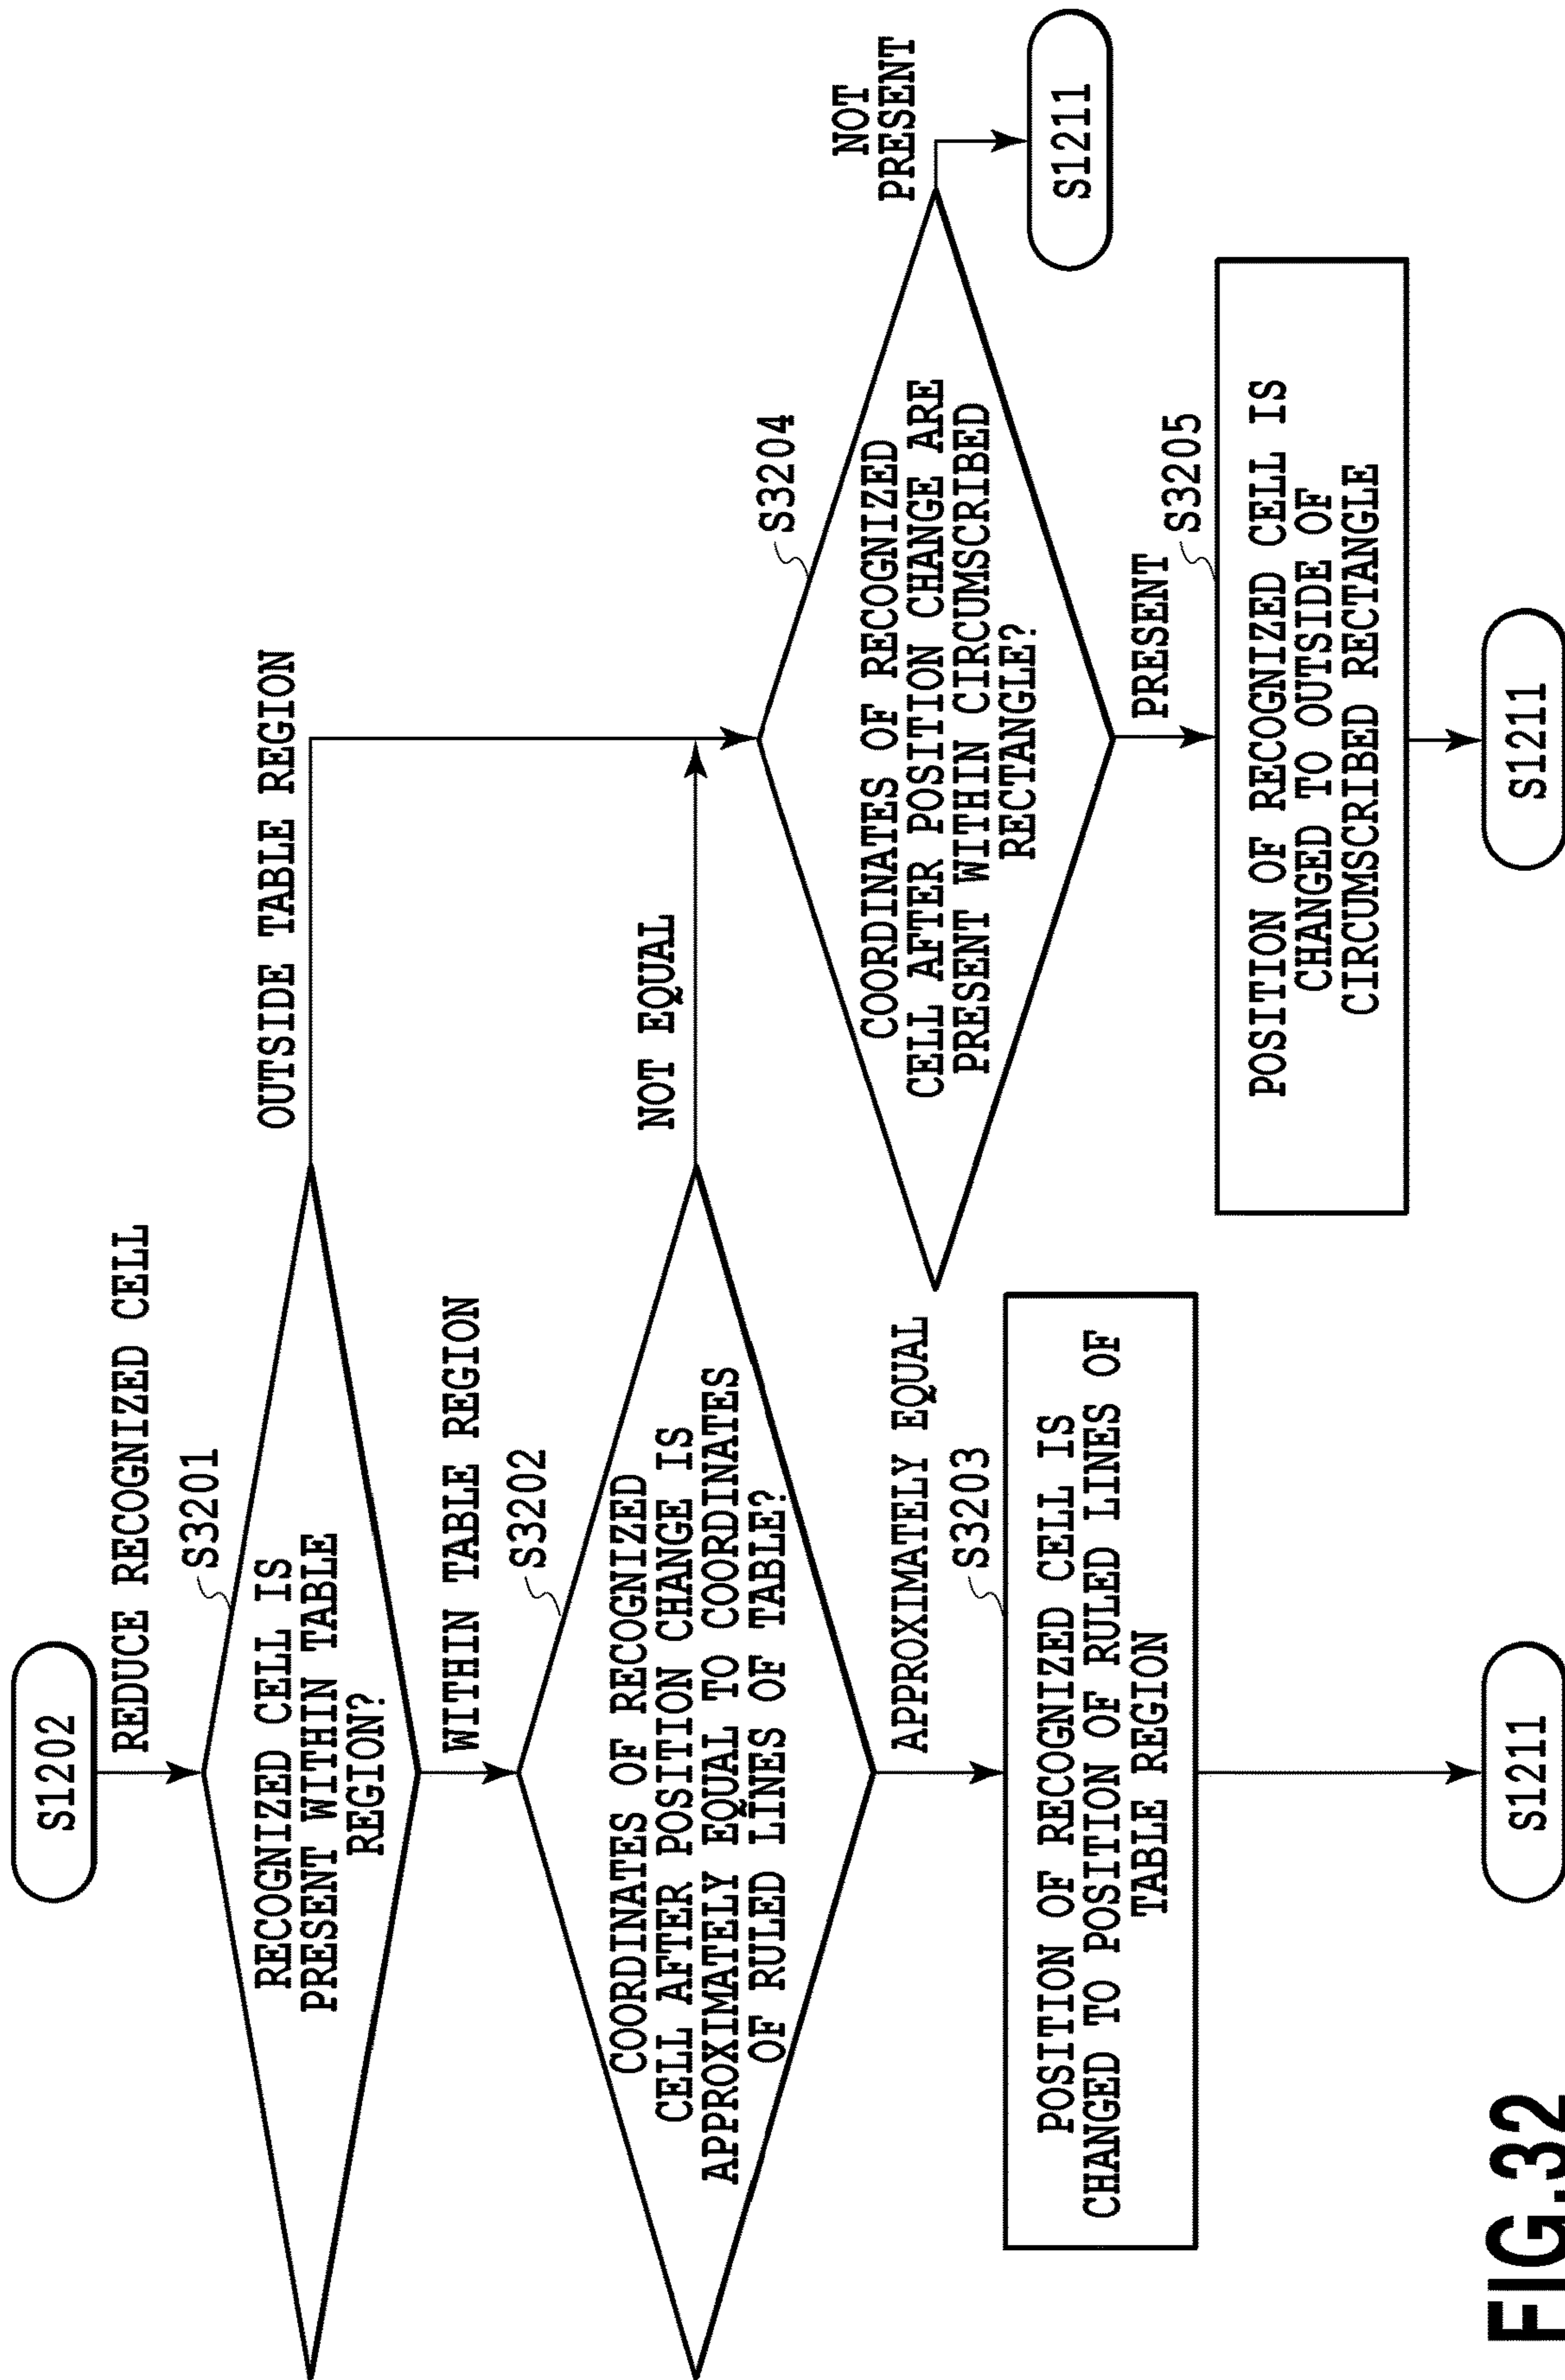 S1202
REDUCE RECOGNIZED CELL
S3201
RECOGNIZED CELL IS
PRESENT WITHIN TABLE
REGION?
OUTSIDE TABLE REGION
WITHIN TABLE REGION
S3202
COORDINATES OF RECOGNIZED
CELL AFTER POSITION CHANGE IS
APPROXIMATELY EQUAL TO COORDINATES
OF RULED LINES OF TABLE?
NOT EQUAL
APPROXIMATELY EQUAL
S3203
POSITION OF RECOGNIZED CELL IS
CHANGED TO POSITION OF RULED LINES OF
TABLE REGION
S1211
S3204
COORDINATES OF RECOGNIZED
CELL AFTER POSITION CHANGE ARE
PRESENT WITHIN CIRCUMSCRIBED
RECTANGLE?
NOT
PRESENT
S1211
PRESENT
S3205
POSITION OF RECOGNIZED CELL IS
CHANGED TO OUTSIDE OF
CIRCUMSCRIBED RECTANGLE
S1211
FIG.32